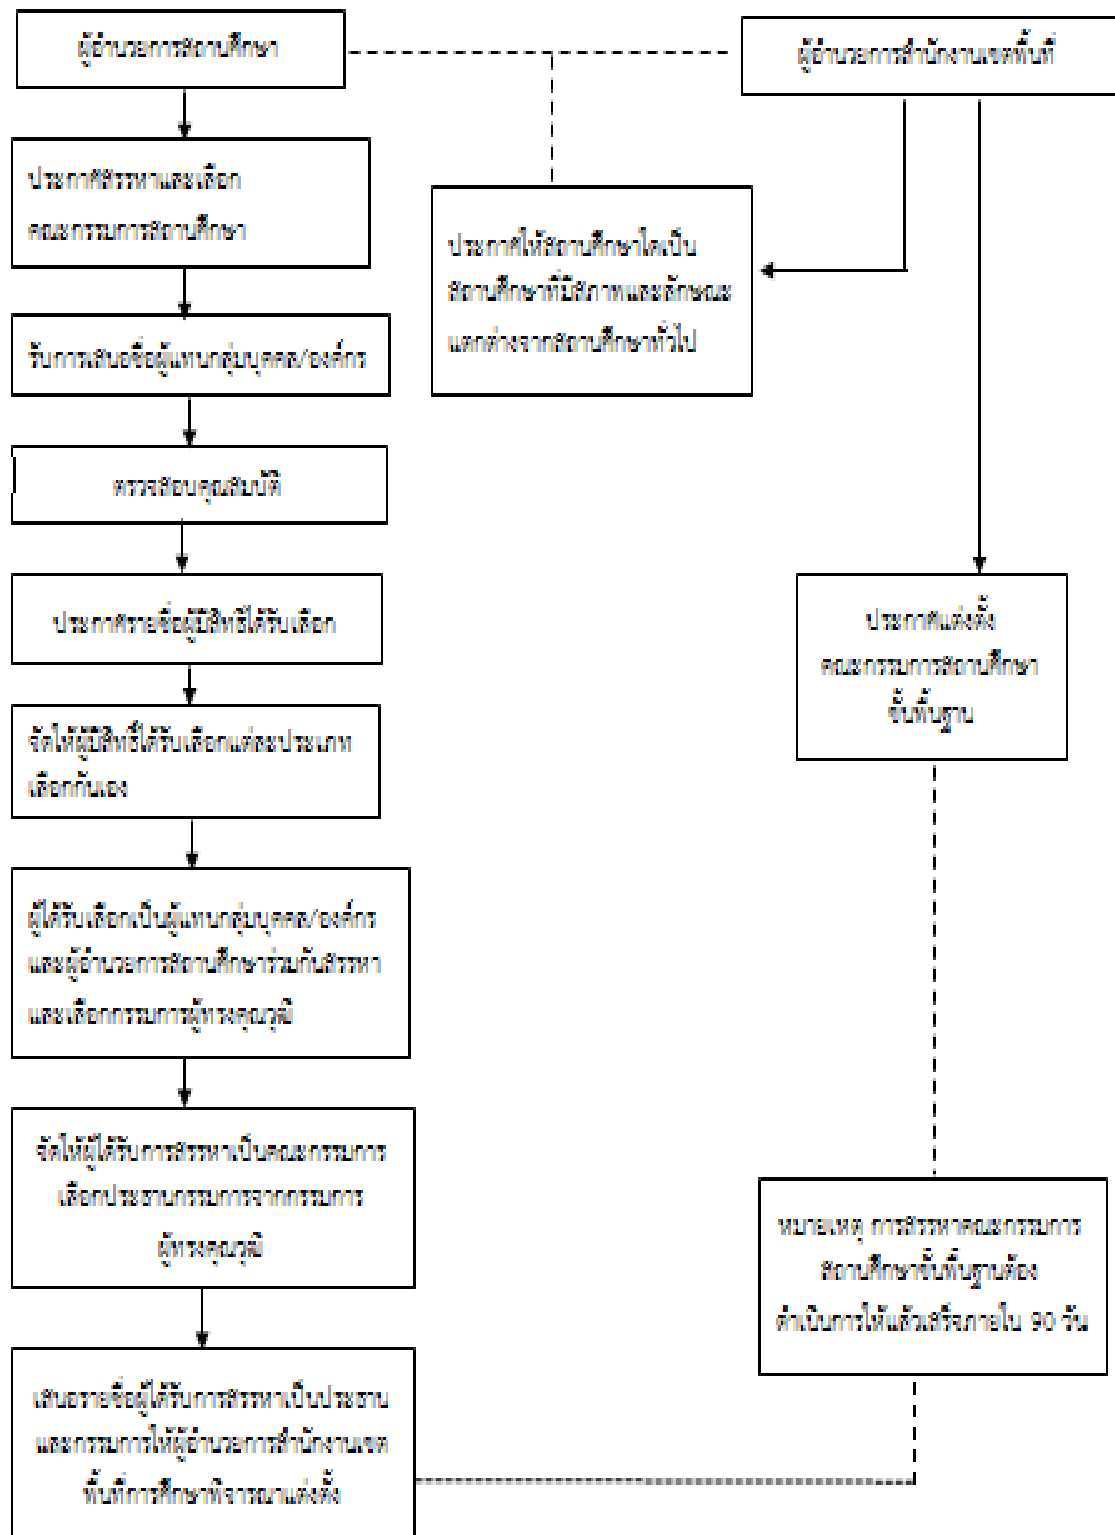 ผู้อำนวยการสถานศึกษา
ผู้อำนวยการสำนักงานเขตพื้นที่
ประกาศสรรหาและเลือก
คณะกรรมการสถานศึกษา
ประกาศให้สถานศึกษาใดเป็น
สถานศึกษาที่มีสภาพและลักษณะ
แตกต่างจากสถานศึกษาทั่วไป
รับการเสนอชื่อผู้แทนกลุ่มบุคคล/องค์กร
ตรวจสอบคุณสมบัติ
ประกาศรายชื่อผู้มีสิทธิได้รับเลือก
ประกาศแต่งตั้ง
คณะกรรมการสถานศึกษา
ขั้นพื้นฐาน
จัดให้ผู้มีสิทธิ์ได้รับเลือกแต่ละประเภท
เลือกกันเอง
ผู้ได้รับเลือกเป็นผู้แทนกลุ่มบุคคล/องค์กร
และผู้อำนวยการสถานศึกษาร่วมกันสรรหา
และเลือกกรรมการผู้ทรงคุณวุฒิ
จัดให้ผู้ได้รับการสรรหาเป็นคณะกรรมการ
เลือกประธานกรรมการจากกรรมการ
ผู้ทรงคุณวุฒิ
หมายเหตุ การสรรหาคณะกรรมการ
สถานศึกษาขั้นพื้นฐานต้อง
ดำเนินการให้แล้วเสร็จภายใน 90 วัน
เสนอรายชื่อผู้ได้รับการสรรหาเป็นประธาน
และกรรมการให้ผู้อำนวยการสำนักงานเขต
พื้นที่การศึกษาพิจารณาแต่งตั้ง